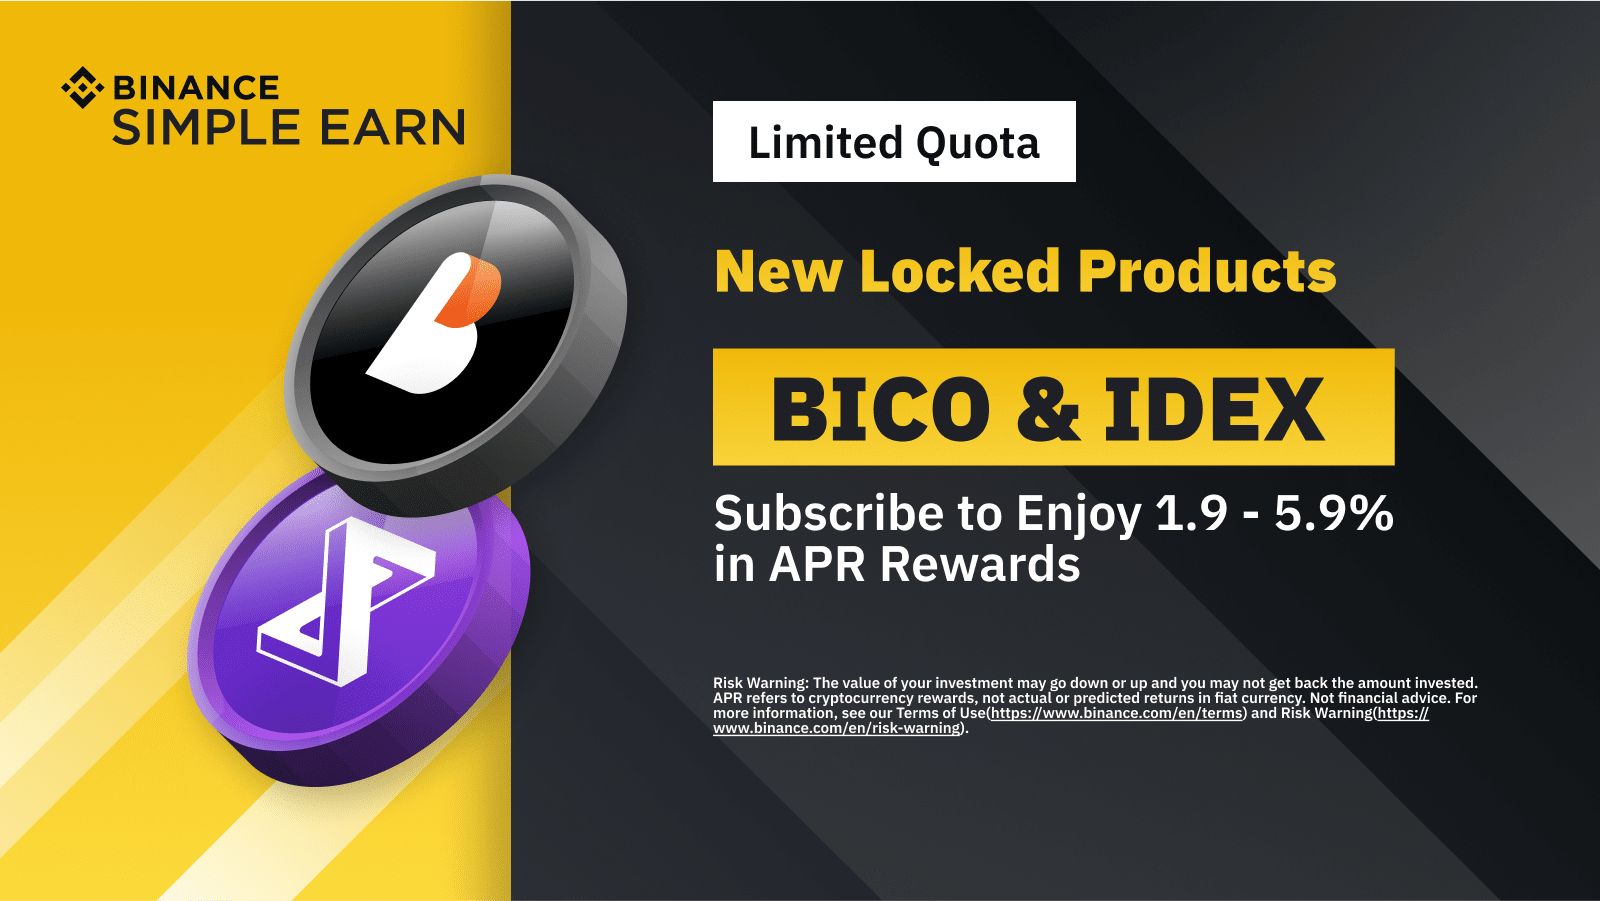 BINANCE
SIMPLE EARN
Limited Quota
New Locked Products
BICO & IDEX
Subscribe to Enjoy 1.9 - 5.9%
in APR Rewards
Risk Warning: The value of your investment may go down or up and you may not get back the amount invested.
APR refers to cryptocurrency rewards, not actual or predicted returns in fiat currency. Not financial advice. For
more information, see our Terms of Use(https://www.binance.com/en/terms) and Risk Warning(https://
www.binance.com/en/risk-warning).